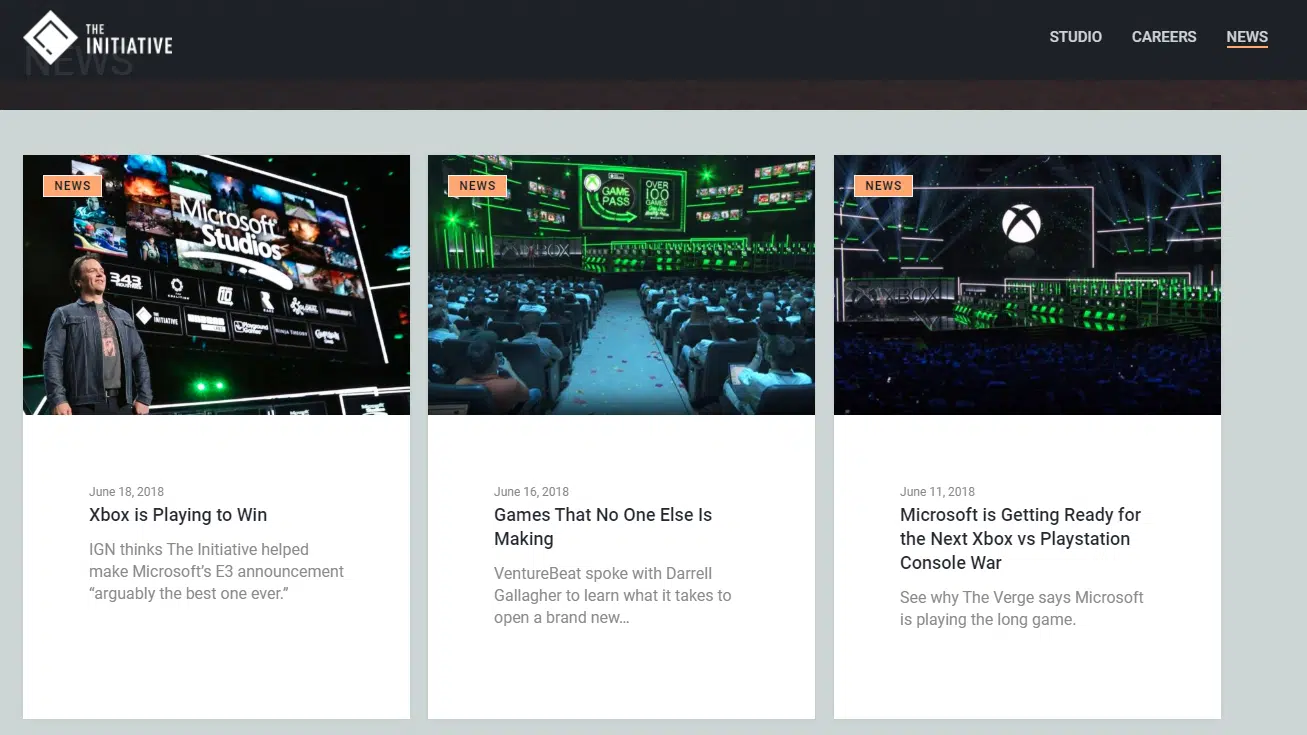 THE
INITIATIVE
STUDIO CAREERS NEWS
NEWS
NEWS
Microsoft
Studios
343
INDUSTRIES
THE INITIATIVE
Playground
NINJA THEORY
NEWS
GAME
PASS
OVER
100
GAMES
XBOX
NEWS
XBOX
June 18, 2018
Xbox is Playing to Win
IGN thinks The Initiative helped
make Microsoft’s E3 announcement
“arguably the best one ever.”
June 16, 2018
Games That No One Else Is
Making
VentureBeat spoke with Darrell
Gallagher to learn what it takes to
open a brand new…
June 11, 2018
Microsoft is Getting Ready for
the Next Xbox vs Playstation
Console War
See why The Verge says Microsoft
is playing the long game.